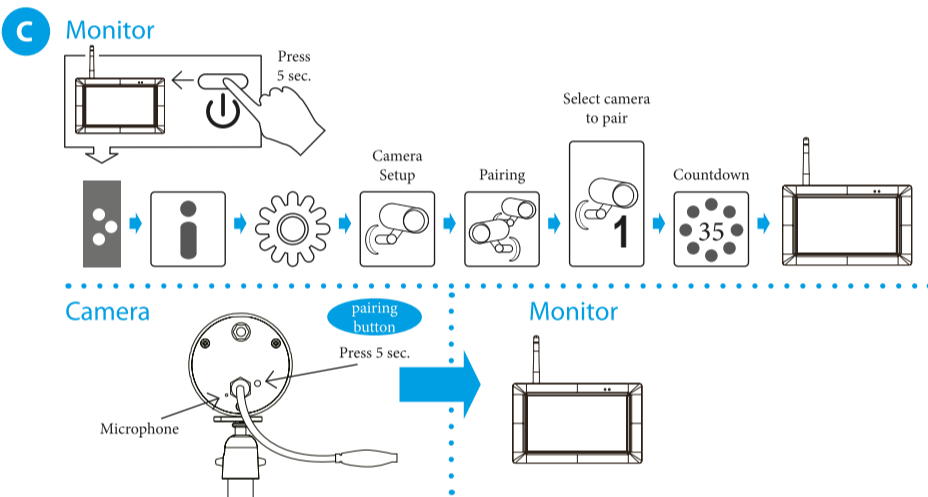 C
Monitor
Press
5 sec.
Select camera
to pair
Camera
Setup
Pairing
Countdown
i
1
35
Camera
pairing
button
Press 5 sec.
Microphone
Monitor